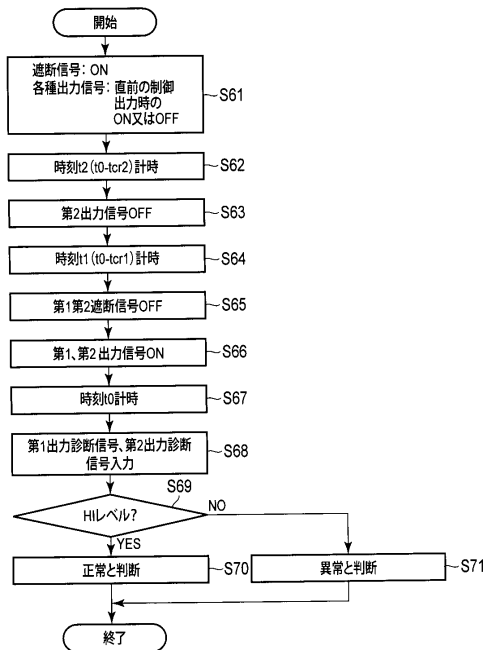 開始
遮断信号：ON
各種出力信号：直前の制御
出力時の
ON又はOFF
S61
時刻t2(t0-tcr2)計時
S62
第2出力信号OFF
S63
時刻t1(t0-tcr1)計時
S64
第1第2遮断信号OFF
S65
第1、第2出力信号ON
S66
時刻t0計時
S67
第1出力診断信号、第2出力診断
信号入力
S68
S69
HIレベル?
NO
YES
正常と判断
S70
異常と判断
S71
終了